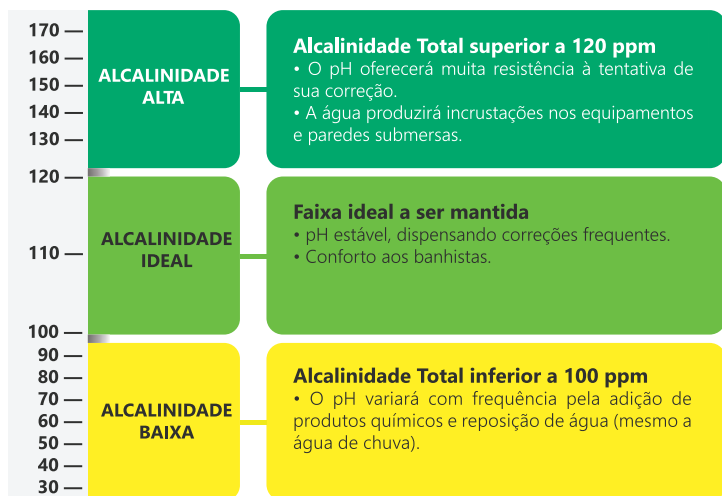 170
160
150
140
130
120
110
100
90
80
70
60
50
40
30
ALCALINIDADE
ALTA
Alcalinidade Total superior a 120 ppm
• O pH oferecerá muita resistência à tentativa de
sua correção.
• A água produzirá incrustações nos equipamentos
e paredes submersas.
ALCALINIDADE
IDEAL
Faixa ideal a ser mantida
• pH estável, dispensando correções frequentes.
• Conforto aos banhistas.
ALCALINIDADE
BAIXA
Alcalinidade Total inferior a 100 ppm
• O pH variará com frequência pela adição de
produtos químicos e reposição de água (mesmo a
água de chuva).